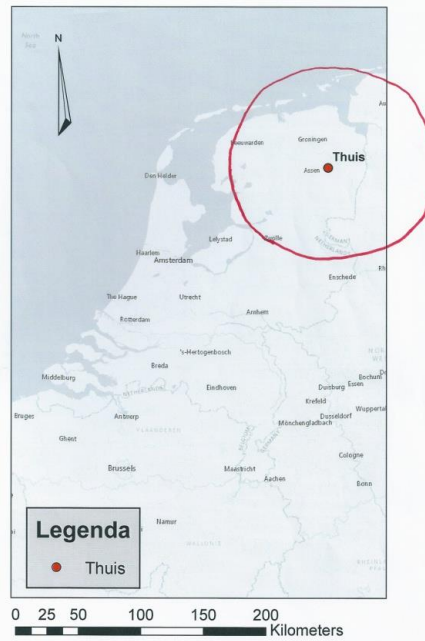 North
Sea
N
Leeuwarden
Groningen
Thuis
Assen
Den Helder
Lelystad
Zwolle
GERMANY
NETHERLANDS
Haarlem
Amsterdam
Enschede
The Hague
Utrecht
Rotterdam
Arnhem
's-Hertogenbosch
Breda
Middelburg
Eindhoven
Duisburg
Bochum
Essen
Krefeld
Dusseldorf
Wuppertal
Mönchengladbach
Bruges
Antwerp
Ghent
Cologne
Brussels
Maastricht
Aachen
Bonn
Namur
Legenda
Thuis
0 25 50 100 150 200
Kilometers